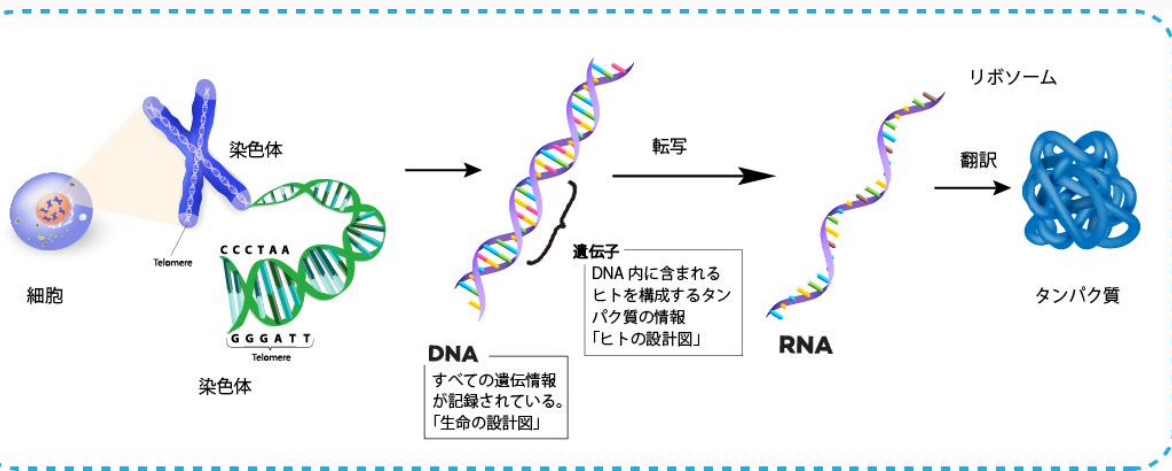 染色体
Telomere
細胞
CCCTAA
GGGATT
Telomere
染色体
DNA
すべての遺伝情報
が記録されている。
「生命の設計図」
遺伝子
DNA 内に含まれる
ヒトを構成するタン
パク質の情報
「ヒトの設計図」
転写
RNA
リボソーム
翻訳
タンパク質